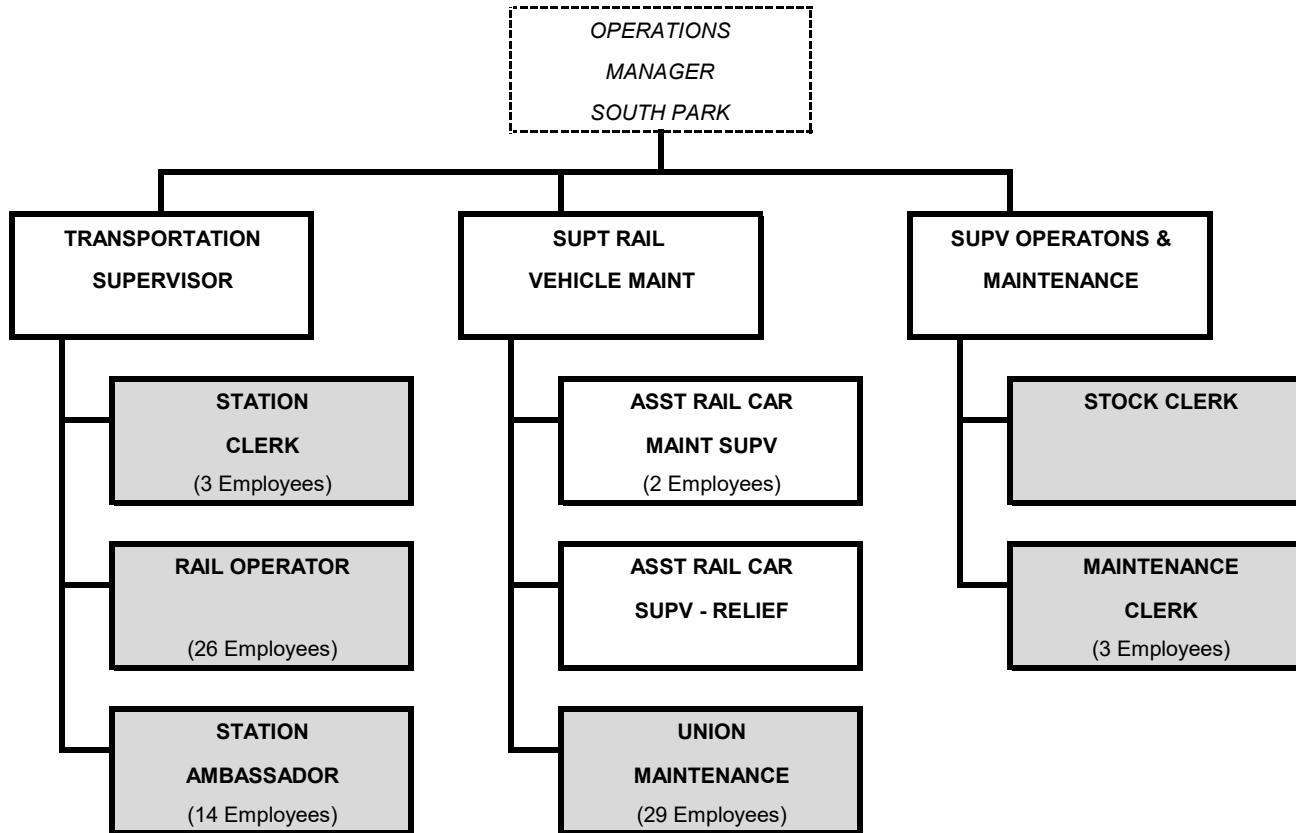 OPERATIONS
MANAGER
SOUTH PARK
TRANSPORTATION
SUPERVISOR
SUPT RAIL
VEHICLE MAINT
SUPV OPERATONS &
MAINTENANCE
STATION
CLERK
(3 Employees)
ASST RAIL CAR
MAINT SUPV
(2 Employees)
STOCK CLERK
RAIL OPERATOR
(26 Employees)
ASST RAIL CAR
SUPV - RELIEF
MAINTENANCE
CLERK
(3 Employees)
STATION
AMBASSADOR
(14 Employees)
UNION
MAINTENANCE
(29 Employees)